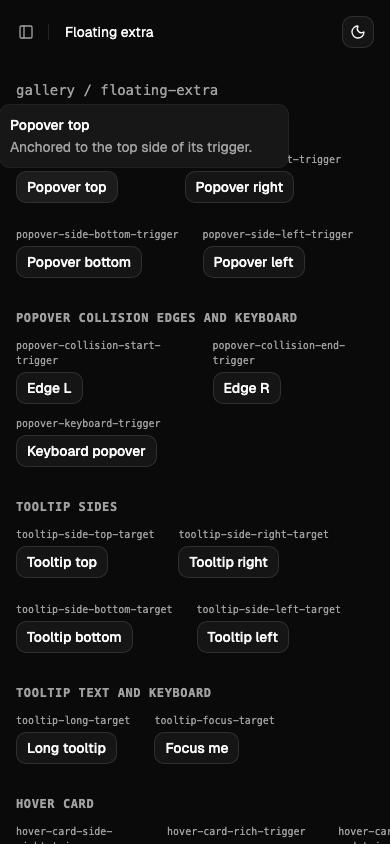 Floating extra
gallery / floating-extra
Popover top
Anchored to the top side of its trigger.
t-trigger
Popover top
Popover right
popover-side-bottom-trigger
popover-side-left-trigger
Popover bottom
Popover left
POPOVER COLLISION EDGES AND KEYBOARD
popover-collision-start-
trigger
popover-collision-end-
trigger
Edge L
Edge R
popover-keyboard-trigger
Keyboard popover
TOOLTIP SIDES
tooltip-side-top-target
tooltip-side-right-target
Tooltip top
Tooltip right
tooltip-side-bottom-target
tooltip-side-left-target
Tooltip bottom
Tooltip left
TOOLTIP TEXT AND KEYBOARD
tooltip-long-target
tooltip-focus-target
Long tooltip
Focus me
HOVER CARD
hover-card-side-
hover-card-rich-trigger
hover-car